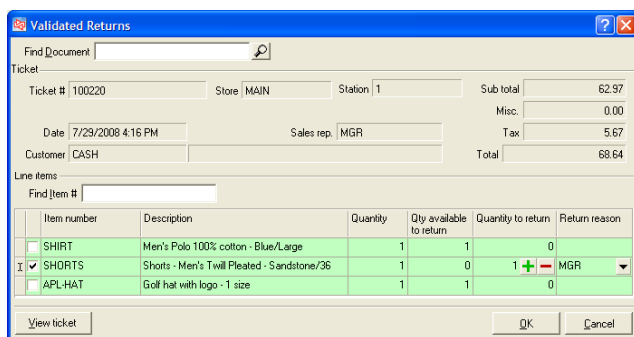 Validated Returns
Find Document
Ticket
Ticket # 100220 Store MAIN Station 1 Sub total 62.97
Misc. 0.00
Date 7/29/2008 4:16 PM Sales rep. MGR Tax 5.67
Customer CASH Total 68.64
Line items
Find Item #
Item number Description Quantity Qty available to return Quantity to return Return reason
SHIRT Men's Polo 100% cotton - Blue/Large 1 1 0
SHORTS Shorts - Men's Twill Pleated - Sandstone/36 1 0 1 MGR
APL-HAT Golf hat with logo - 1 size 1 1 0
View ticket OK Cancel